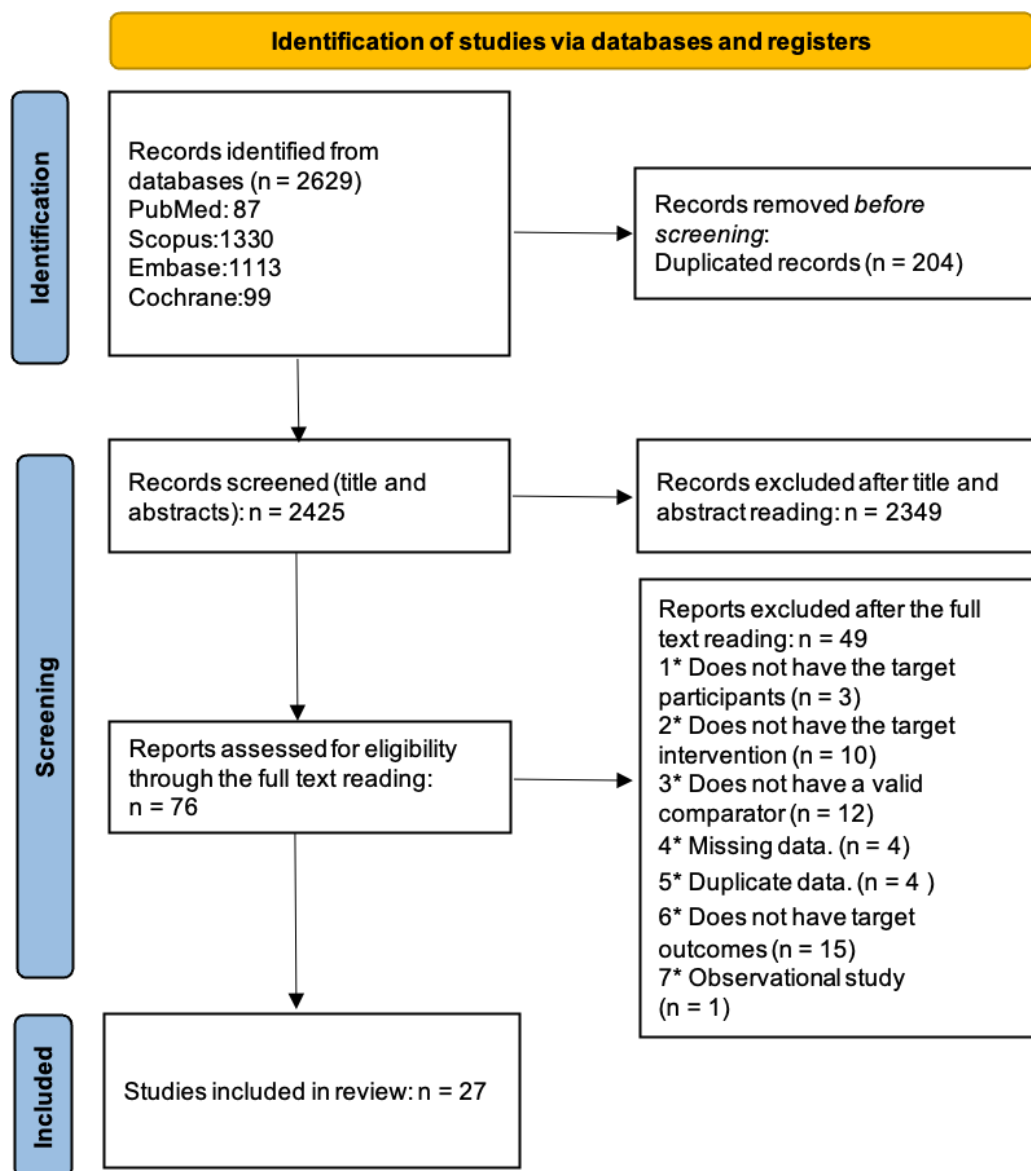 Identification of studies via databases and registers
Identification
Records identified from
databases (n = 2629)
PubMed: 87
Scopus:1330
Embase:1113
Cochrane:99
Records removed before
screening:
Duplicated records (n = 204)
Screening
Records screened (title and
abstracts): n = 2425
Records excluded after title and
abstract reading: n = 2349
Reports assessed for eligibility
through the full text reading:
n = 76
Reports excluded after the full
text reading: n = 49
1* Does not have the target
participants (n = 3)
2* Does not have the target
intervention (n = 10)
3* Does not have a valid
comparator (n = 12)
4* Missing data. (n = 4)
5* Duplicate data. (n = 4 )
6* Does not have target
outcomes (n = 15)
7* Observational study
(n = 1)
Included
Studies included in review: n = 27